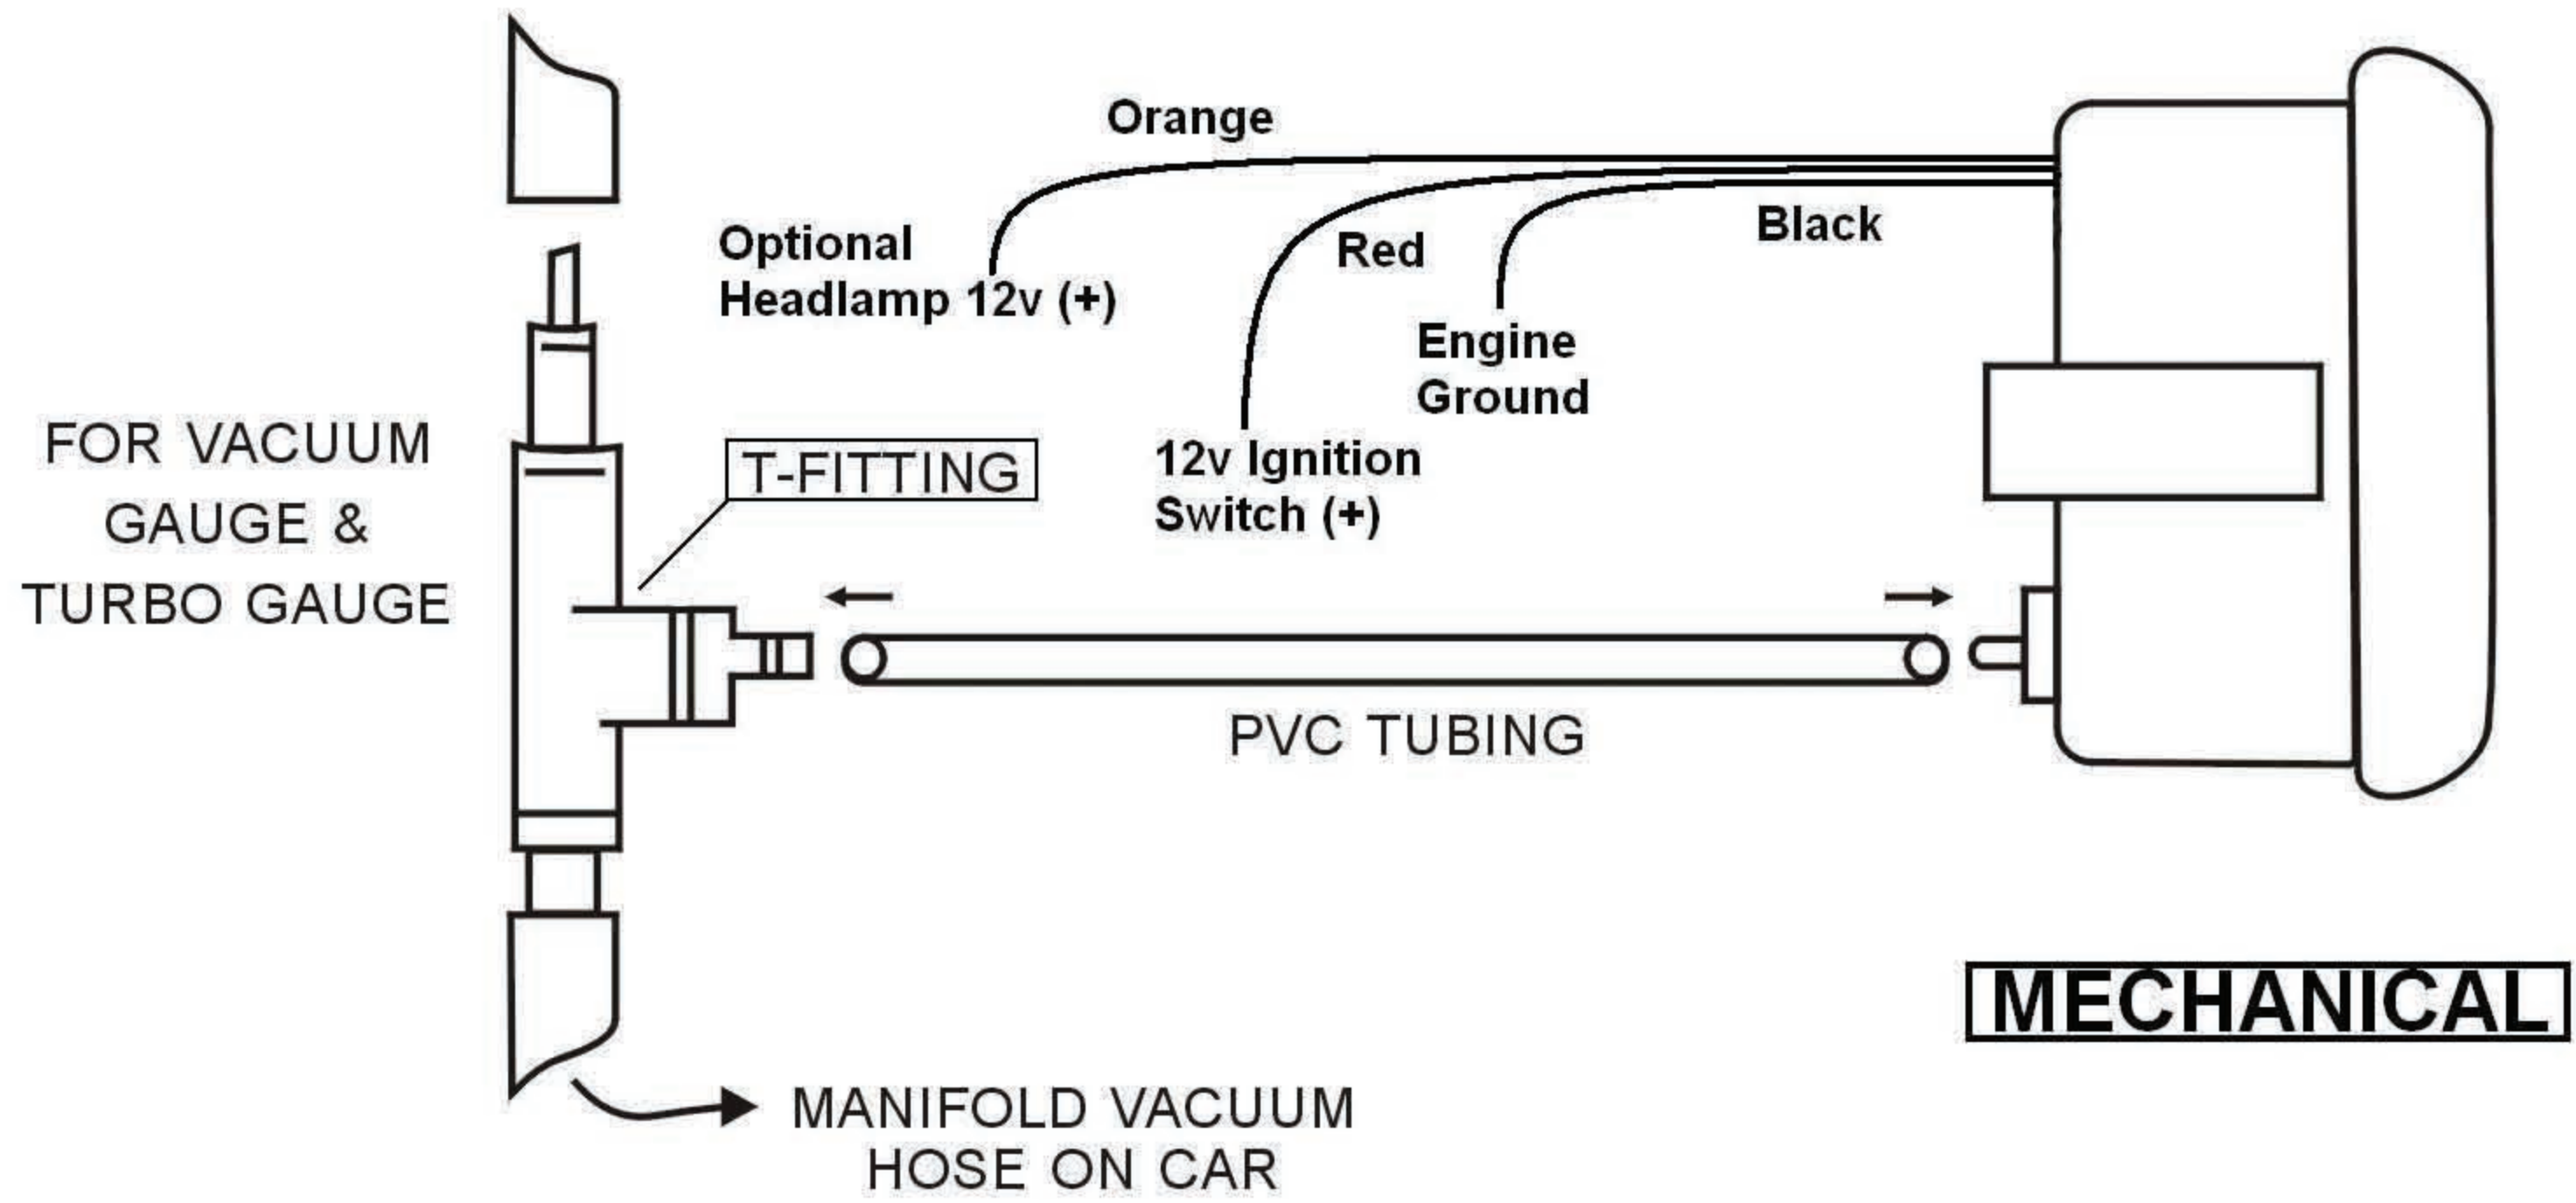 Orange
Optional
Headlamp 12v (+)
Red
Black
Engine
Ground
12v Ignition
Switch (+)
FOR VACUUM
GAUGE &
TURBO GAUGE
T-FITTING
PVC TUBING
MECHANICAL
MANIFOLD VACUUM
HOSE ON CAR